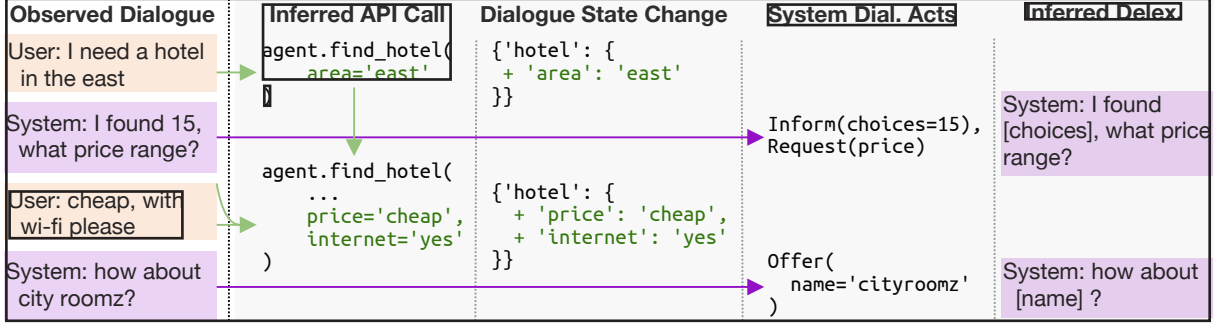 Observed Dialogue
Inferred API Call
Dialogue State Change
System Dial. Acts
Inferred Delex.
User: I need a hotel
in the east
agent.find_hotel(
area='east'
)
{'hotel': {
+ 'area': 'east'
}}
System: I found 15,
what price range?
Inform(choices=15),
Request(price)
System: I found
[choices], what price
range?
User: cheap, with
wi-fi please
agent.find_hotel(
...
price='cheap',
internet='yes'
)
{'hotel': {
+ 'price': 'cheap',
+ 'internet': 'yes'
}}
System: how about
city roomz?
Offer(
name='cityroomz'
)
System: how about
[name] ?